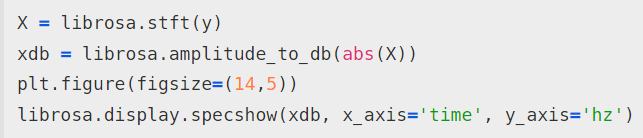 X = librosa.stft(y)
xdb = librosa.amplitude_to_db(abs(X))
plt.figure(figsize=(14,5))
librosa.display.specshow(xdb, x_axis='time', y_axis='hz')